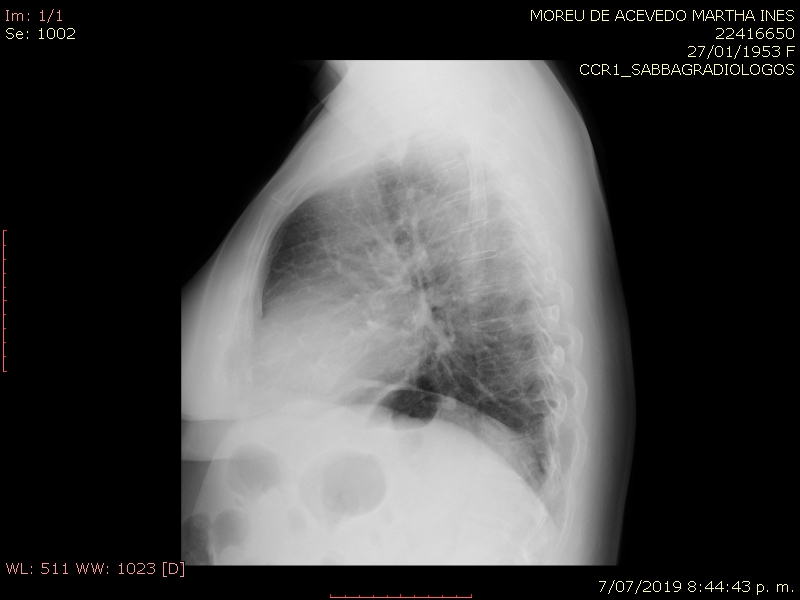 Im: 1/1
Se: 1002
MOREU DE ACEVEDO MARTHA INES
22416650
27/01/1953 F
CCR1_SABBAGRADIOLOGOS
WL: 511 WW: 1023 [D]
7/07/2019 8:44:43 p. m.